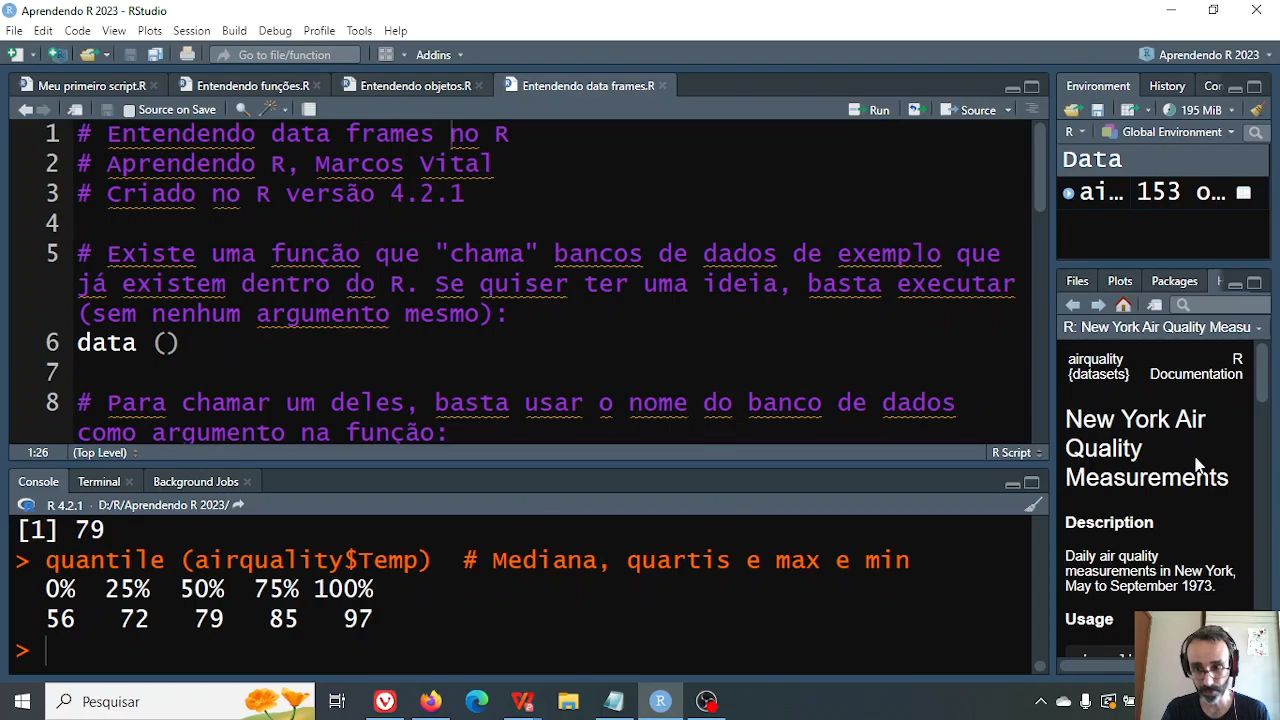 Aprendendo R 2023 - RStudio
File Edit Code View Plots Session Build Debug Profile Tools Help
Go to file/function Addins Aprendendo R 2023
Meu primeiro script.R Entendendo funções.R Entendendo objetos.R Entendendo data frames.R
Source on Save Run Source
1 # Entendendo data frames no R
2 # Aprendendo R, Marcos Vital
3 # Criado no R versão 4.2.1
4
5 # Existe uma função que "chama" bancos de dados de exemplo que
já existem dentro do R. Se quiser ter uma ideia, basta executar
(sem nenhum argumento mesmo):
6 data ()
7
8 # Para chamar um deles, basta usar o nome do banco de dados
como argumento na função:
1:26 (Top Level) R Script
Console Terminal Background Jobs
R 4.2.1 · D:/R/Aprendendo R 2023/
[1] 79
> quantile (airquality$Temp)  # Mediana, quartis e max e min
0% 25% 50% 75% 100%
56 72 79 85 97
>
Environment History Cor
195 MiB
R Global Environment
Data
ai… 153 o…
Files Plots Packages
R: New York Air Quality Measu
airquality R
{datasets} Documentation
New York Air
Quality
Measurements
Description
Daily air quality
measurements in New York,
May to September 1973.
Usage
Pesquisar